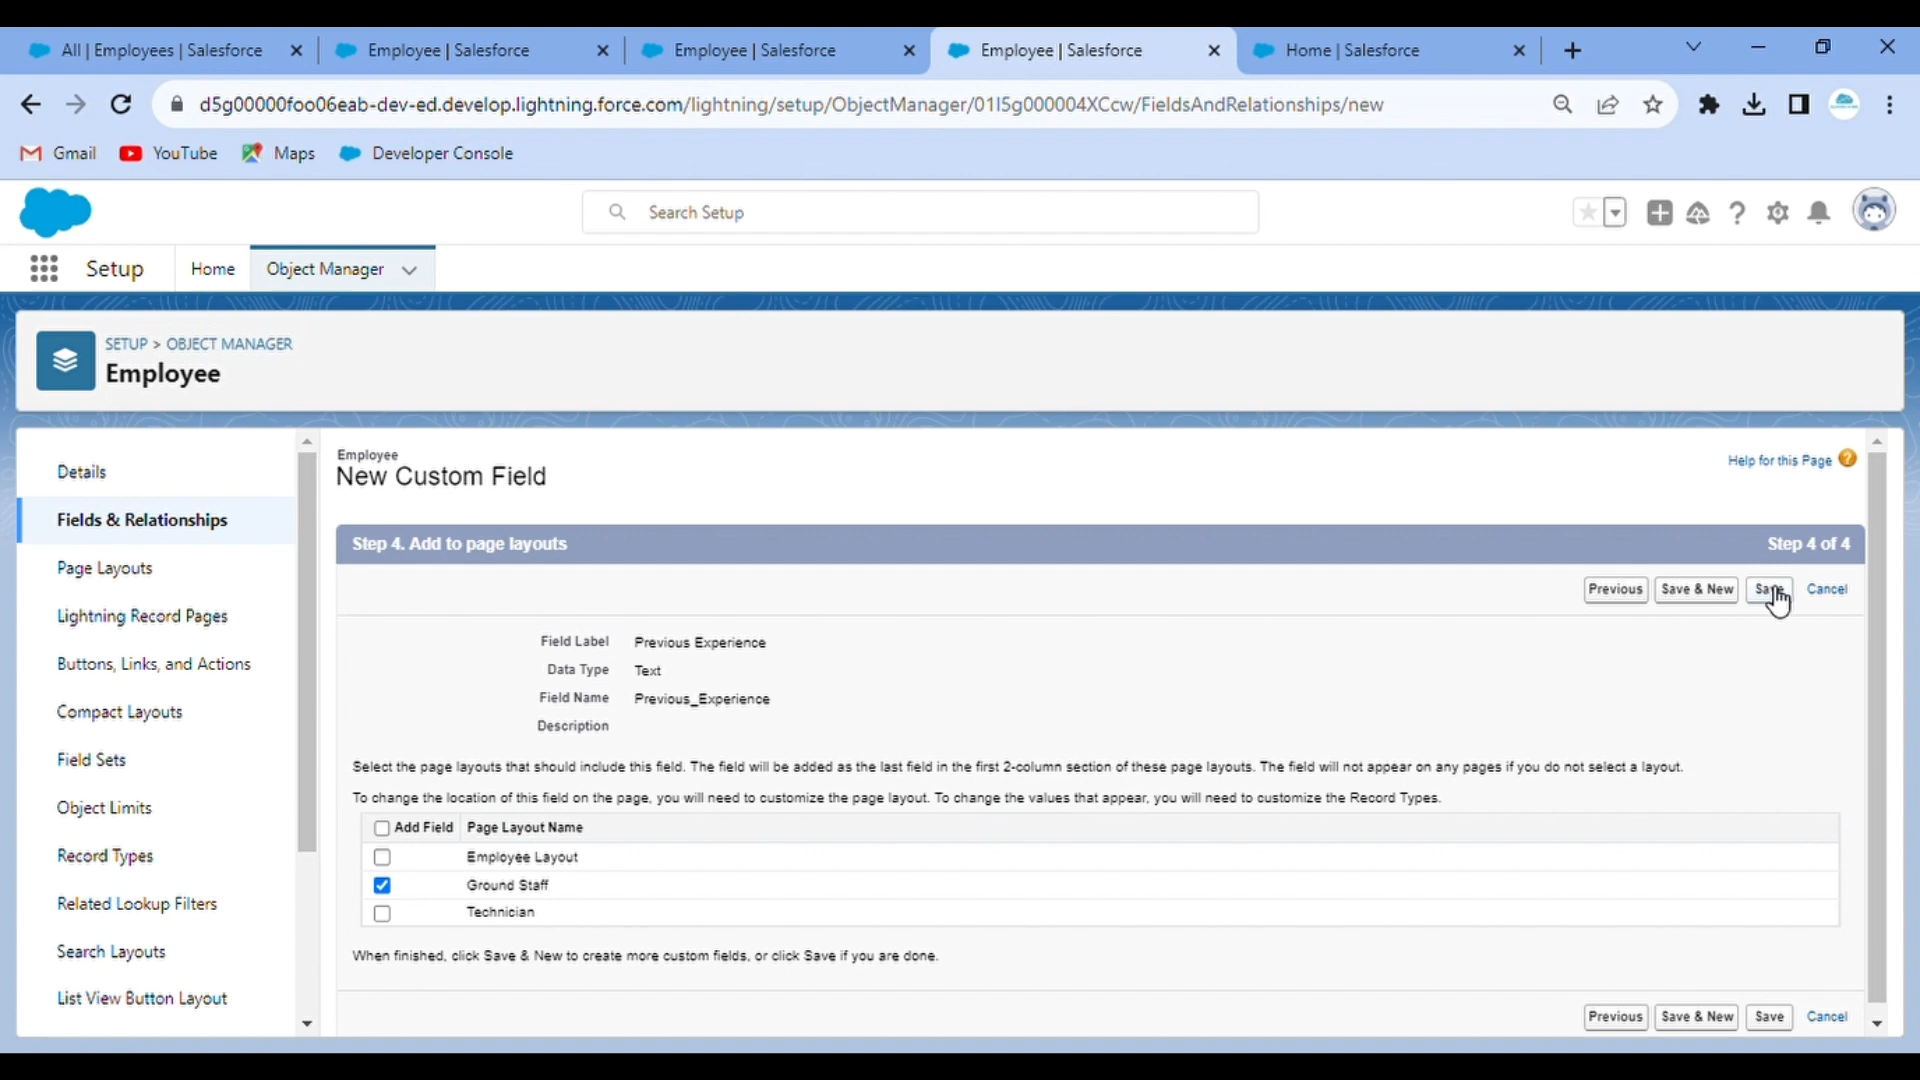 All | Employees | Salesforce
Employee | Salesforce
Employee | Salesforce
Employee | Salesforce
Home | Salesforce
d5g00000foo06eab-dev-ed.develop.lightning.force.com/lightning/setup/ObjectManager/01I5g000004XCcw/FieldsAndRelationships/new
Gmail
YouTube
Maps
Developer Console
Search Setup
Setup
Home
Object Manager
SETUP > OBJECT MANAGER
Employee
Details
Fields & Relationships
Page Layouts
Lightning Record Pages
Buttons, Links, and Actions
Compact Layouts
Field Sets
Object Limits
Record Types
Related Lookup Filters
Search Layouts
List View Button Layout
Employee
New Custom Field
Help for this Page
Step 4. Add to page layouts
Step 4 of 4
Previous
Save & New
Save
Cancel
Field Label Previous Experience
Data Type Text
Field Name Previous_Experience
Description
Select the page layouts that should include this field. The field will be added as the last field in the first 2-column section of these page layouts. The field will not appear on any pages if you do not select a layout.
To change the location of this field on the page, you will need to customize the page layout. To change the values that appear, you will need to customize the Record Types.
Add Field Page Layout Name
Employee Layout
Ground Staff
Technician
When finished, click Save & New to create more custom fields, or click Save if you are done.
Previous
Save & New
Save
Cancel